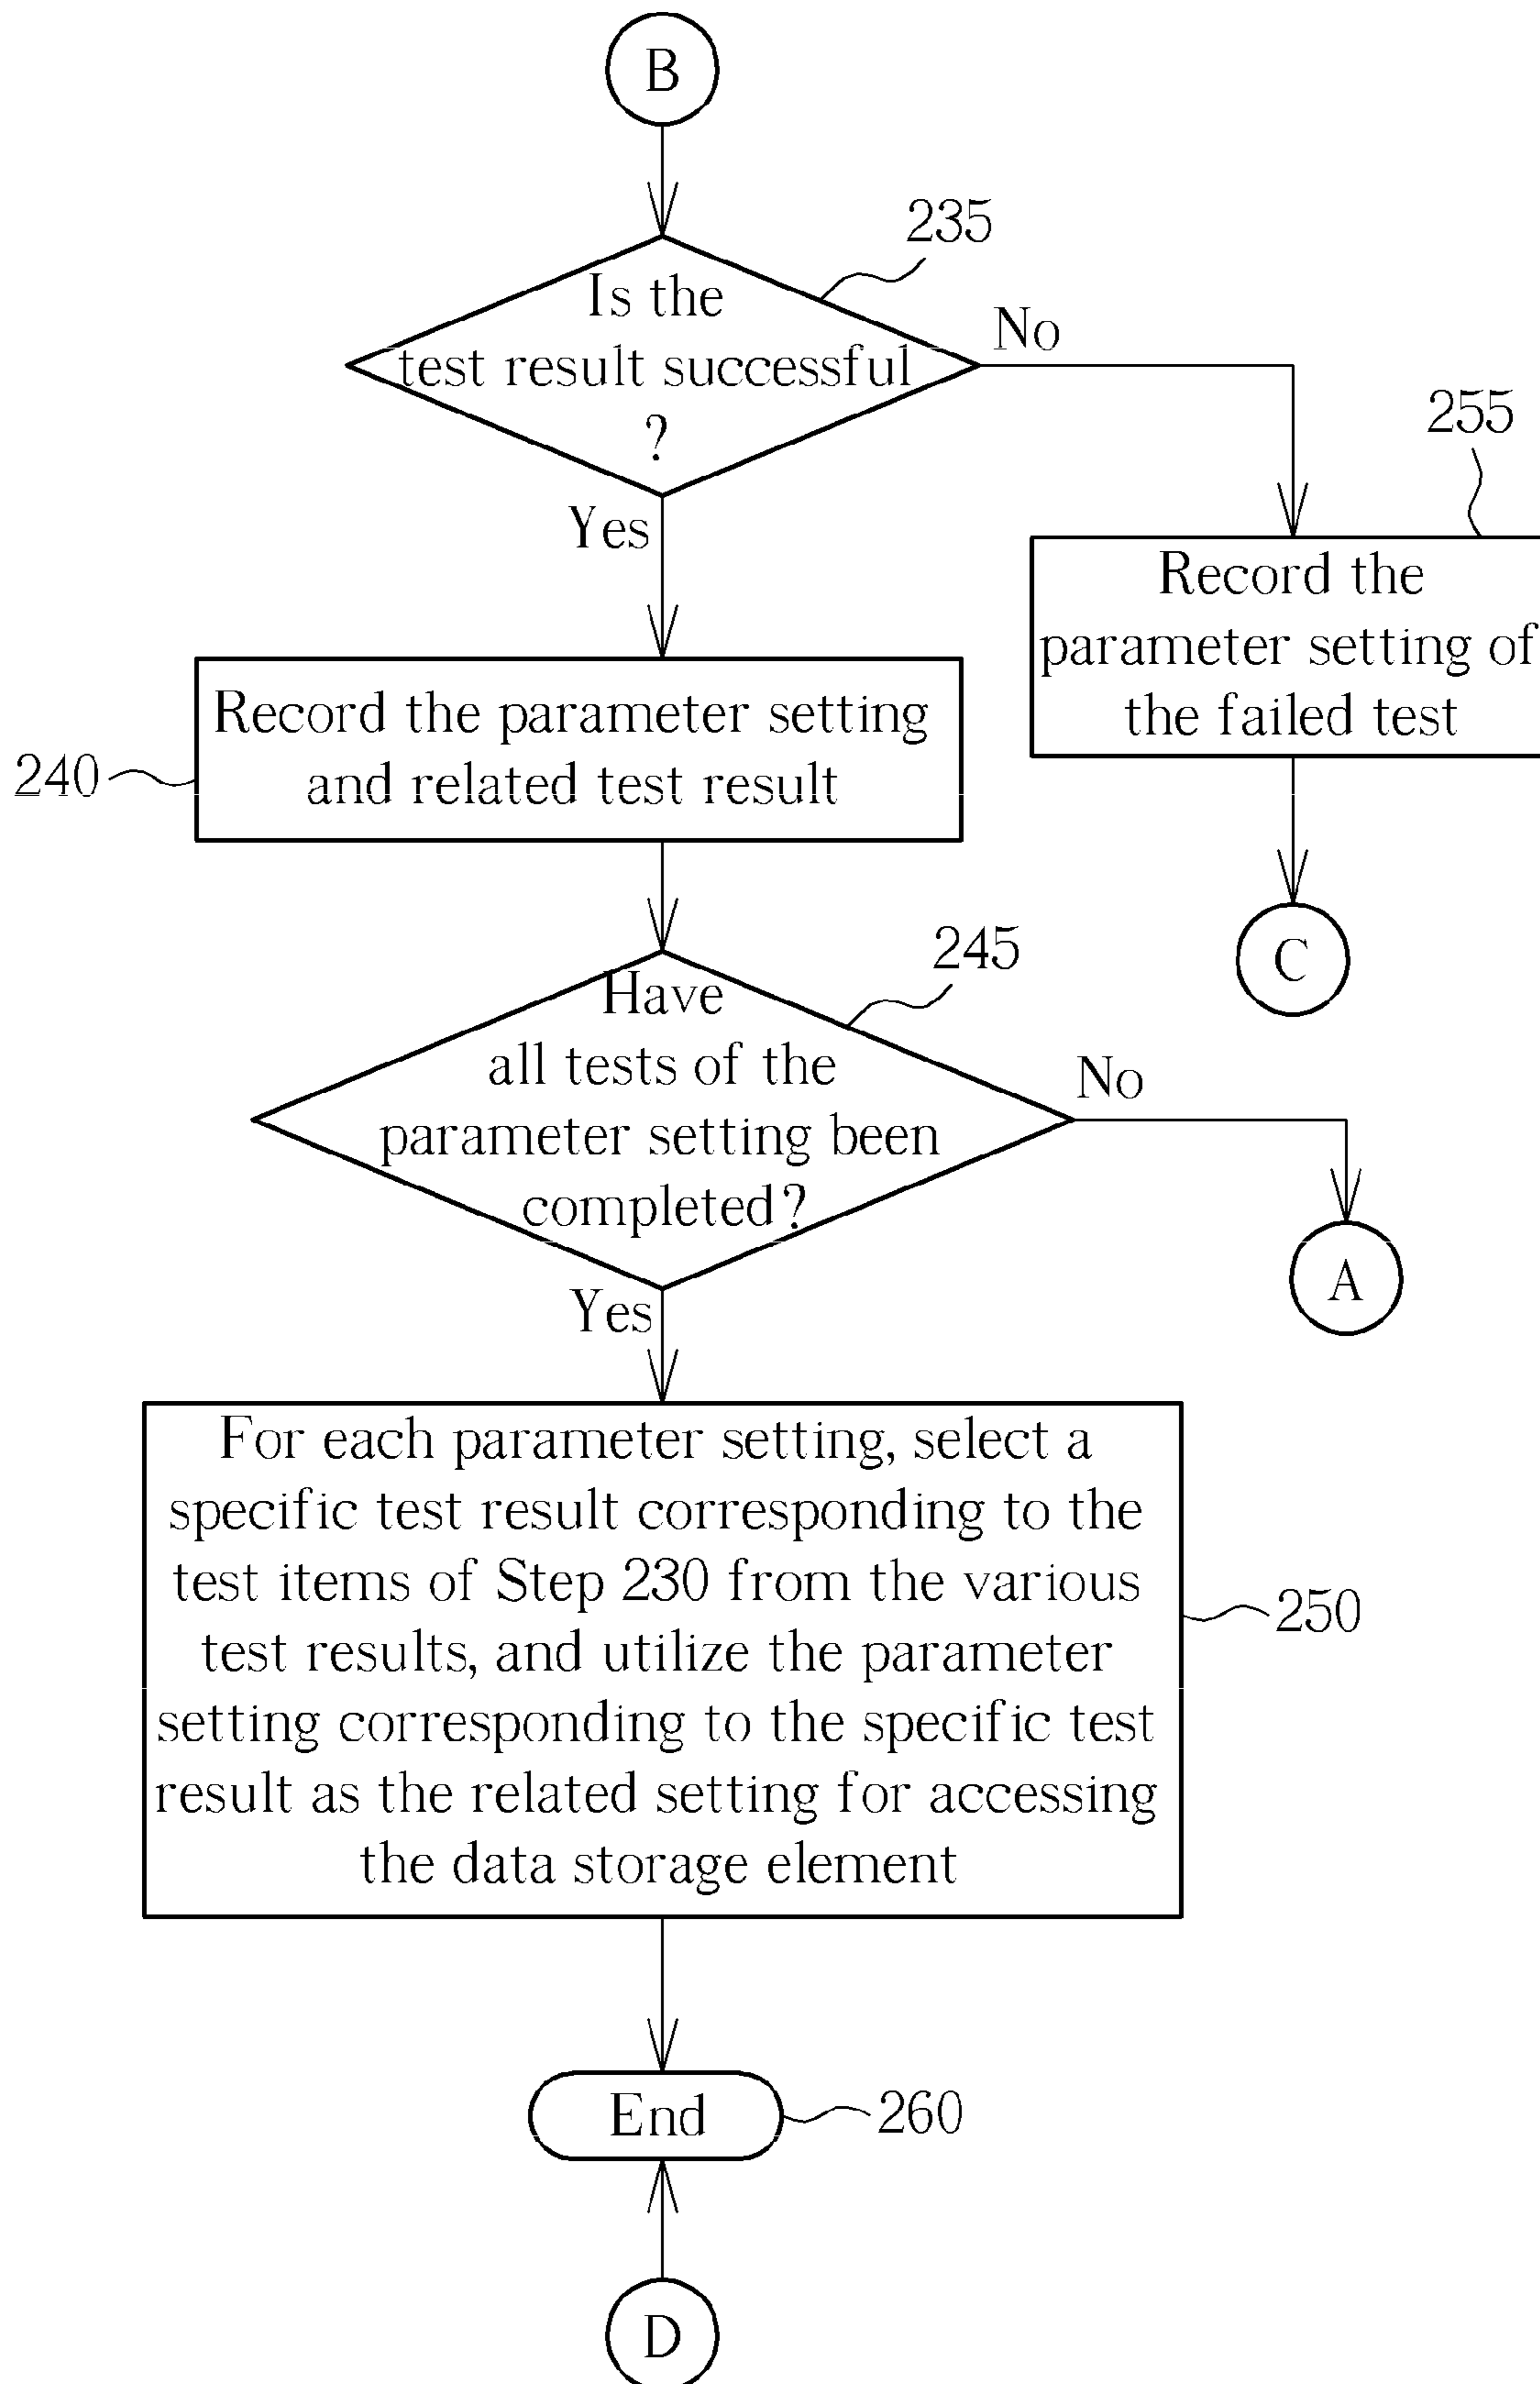 B
235
Is the
test result successful
?
No
Yes
255
Record the
parameter setting of
the failed test
240
Record the parameter setting
and related test result
C
245
Have
all tests of the
parameter setting been
completed?
No
A
Yes
For each parameter setting, select a
specific test result corresponding to the
test items of Step 230 from the various
test results, and utilize the parameter
setting corresponding to the specific test
result as the related setting for accessing
the data storage element
250
End
260
D